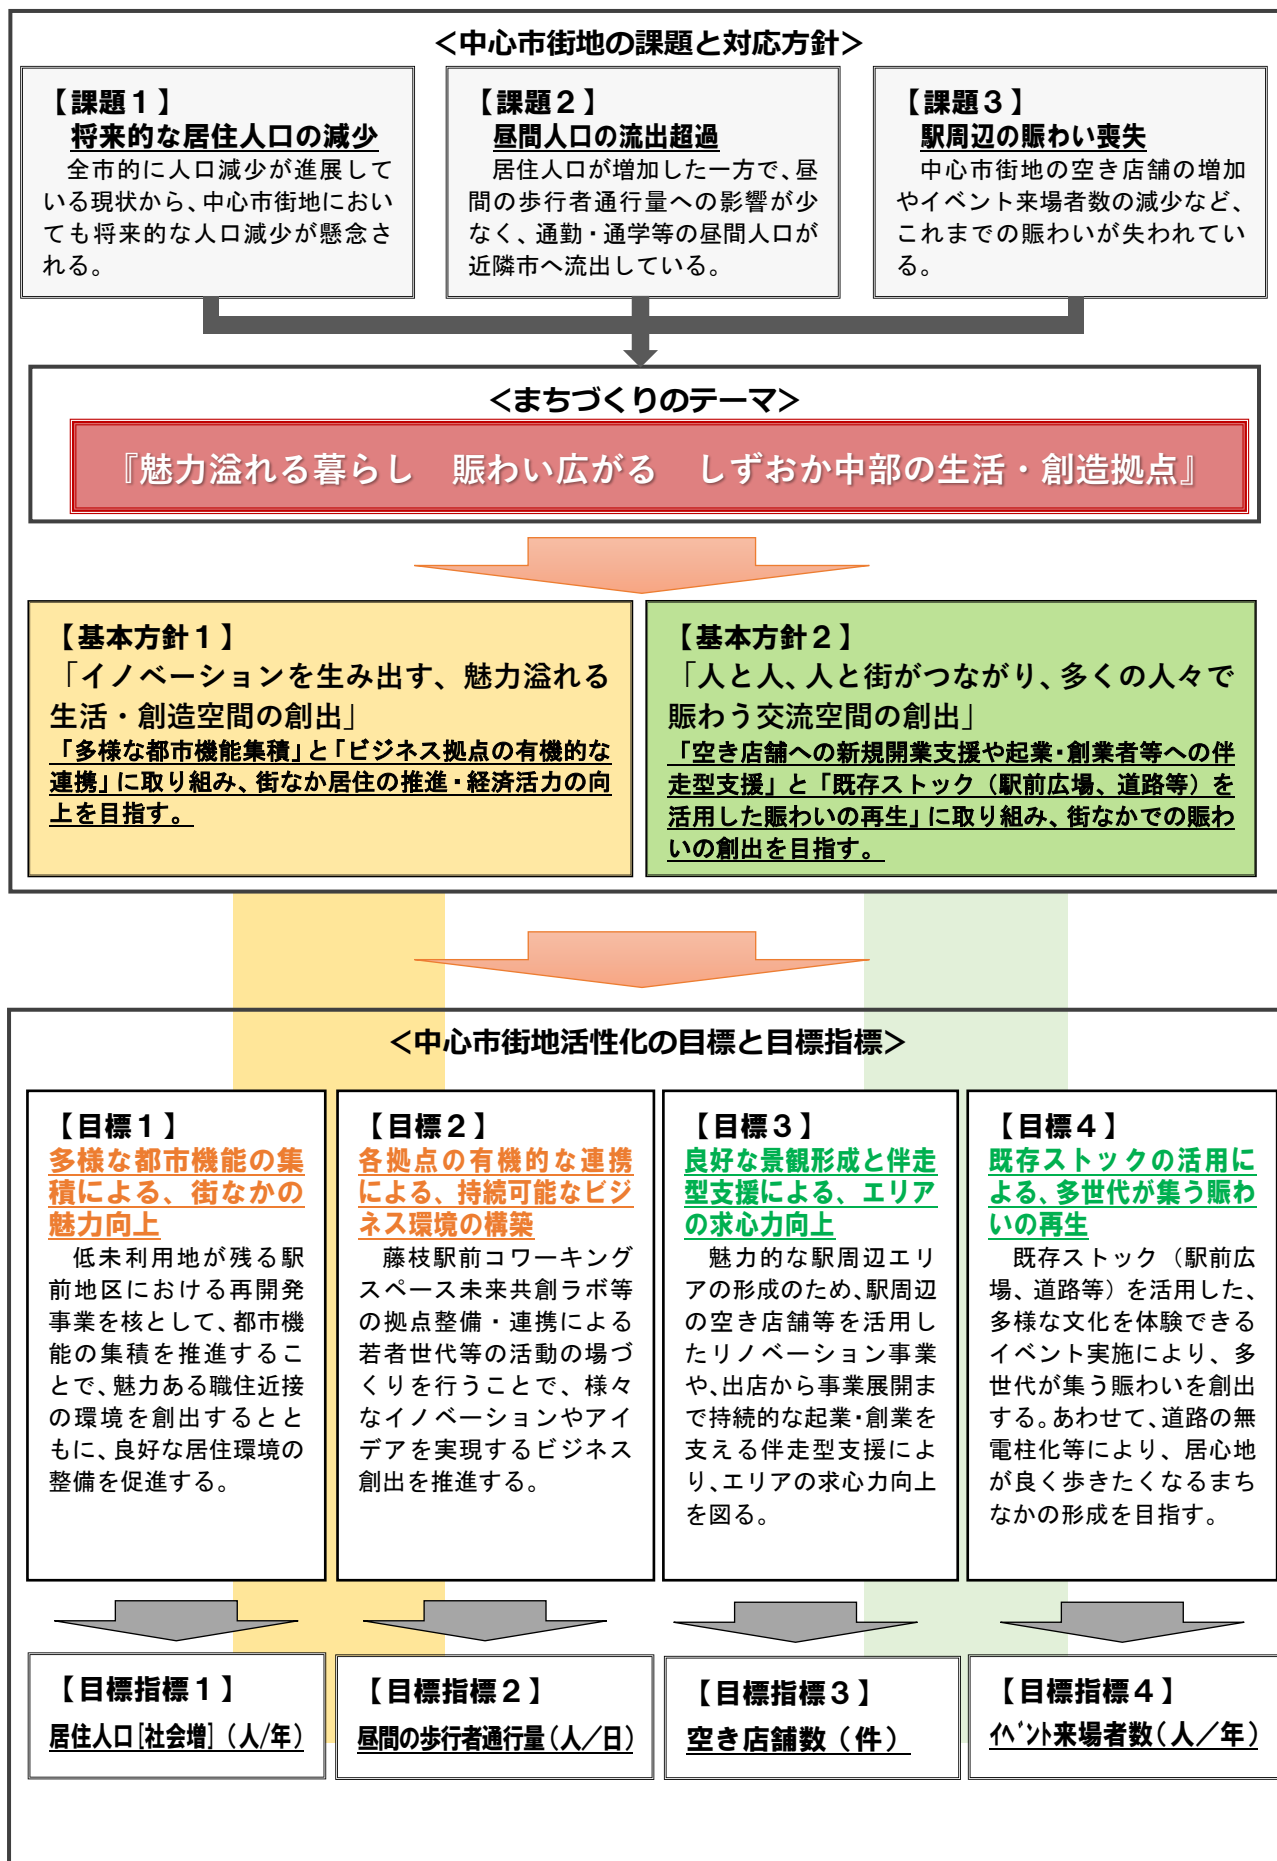 ＜中心市街地の課題と対応方針＞
【課題１】
将来的な居住人口の減少
全市的に人口減少が進展して
いる現状から、中心市街地におい
ても将来的な人口減少が懸念さ
れる。
【課題２】
昼間人口の流出超過
居住人口が増加した一方で、昼
間の歩行者通行量への影響が少
なく、通勤・通学等の昼間人口が
近隣市へ流出している。
【課題３】
駅周辺の賑わい喪失
中心市街地の空き店舗の増加
やイベント来場者数の減少など、
これまでの賑わいが失われてい
る。
＜まちづくりのテーマ＞
『魅力溢れる暮らし　賑わい広がる　しずおか中部の生活・創造拠点』
【基本方針１】
「イノベーションを生み出す、魅力溢れる
生活・創造空間の創出」
「多様な都市機能集積」と「ビジネス拠点の有機的な
連携」に取り組み、街なか居住の推進・経済活力の向
上を目指す。
【基本方針２】
「人と人、人と街がつながり、多くの人々で
賑わう交流空間の創出」
「空き店舗への新規開業支援や起業・創業者等への伴
走型支援」と「既存ストック（駅前広場、道路等）を
活用した賑わいの再生」に取り組み、街なかでの賑わ
いの創出を目指す。
＜中心市街地活性化の目標と目標指標＞
【目標１】
多様な都市機能の集
積による、街なかの
魅力向上
低未利用地が残る駅
前地区における再開発
事業を核として、都市機
能の集積を推進するこ
とで、魅力ある職住近接
の環境を創出するとと
もに、良好な居住環境の
整備を促進する。
【目標２】
各拠点の有機的な連携
による、持続可能なビジ
ネス環境の構築
藤枝駅前コワーキング
スペース未来共創ラボ等
の拠点整備・連携による
若者世代等の活動の場づ
くりを行うことで、様々
なイノベーションやアイ
デアを実現するビジネス
創出を推進する。
【目標３】
良好な景観形成と伴走
型支援による、エリア
の求心力向上
魅力的な駅周辺エリ
アの形成のため、駅周辺
の空き店舗等を活用し
たリノベーション事業
や、出店から事業展開ま
で持続的な起業・創業を
支える伴走型支援によ
り、エリアの求心力向上
を図る。
【目標４】
既存ストックの活用に
よる、多世代が集う賑わ
いの再生
既存ストック（駅前広
場、道路等）を活用した、
多様な文化を体験できる
イベント実施により、多
世代が集う賑わいを創出
する。あわせて、道路の無
電柱化等により、居心地
が良く歩きたくなるまち
なかの形成を目指す。
【目標指標１】
居住人口［社会増］（人/年）
【目標指標２】
昼間の歩行者通行量（人／日）
【目標指標３】
空き店舗数（件）
【目標指標４】
ｲﾍﾞﾝﾄ来場者数（人／年）